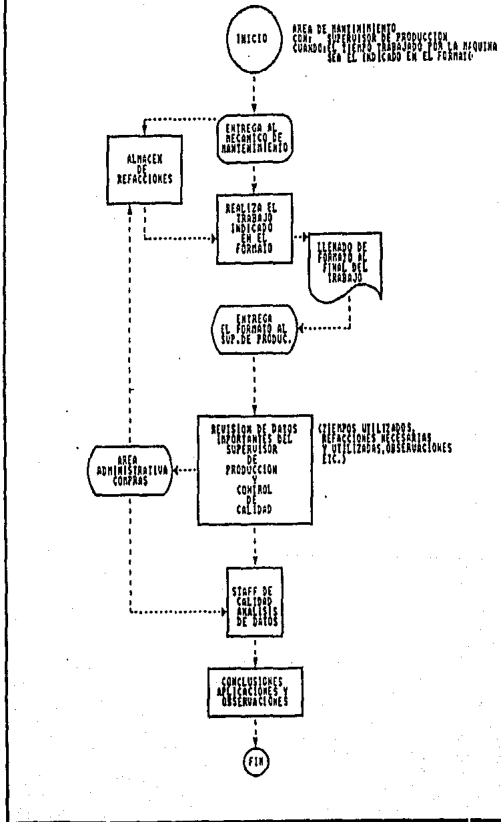 INICIO
AREA DE MANTINIMIENTO
CON: SUPERVISOR DE PRODUCCION
CUANDO:EL TIEMPO TRABAJADO POR LA MAQUINA
SEA EL INDICADO EN EL FORMATO
ENTREGA AL
MECANICO DE
MANTENIMIENTO
ALMACEN
DE
REFACCIONES
REALIZA EL
TRABAJO
INDICADO
EN EL
FORMATO
LLENADO DE
FORMATO AL
FINAL DEL
TRABAJO
ENTREGA
EL FORMATO AL
SUP.DE PRODUC.
REVISION DE DATOS
IMPORTANTES DEL
SUPERVISOR
DE
PRODUCCION
Y
CONTROL
DE
CALIDAD
(TIEMPOS UTILIZADOS,
REFACCIONES NECESARIAS
Y UTILIZADAS,OBSERVACIONES
ETC.)
AREA
ADMINISTRATIVA
COMPRAS
STAFF DE
CALIDAD
ANALISIS
DE DATOS
CONCLUSIONES
APLICACIONES Y
OBSERVACIONES
FIN